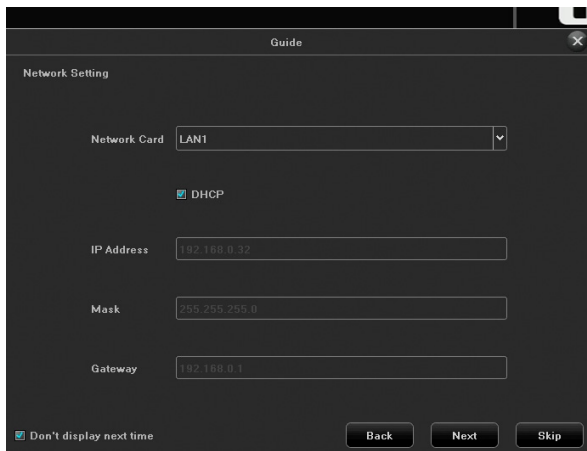 Guide
Network Setting
Network Card LAN1
DHCP
IP Address 192.168.0.32
Mask 255.255.255.0
Gateway 192.168.0.1
Don't display next time Back Next Skip